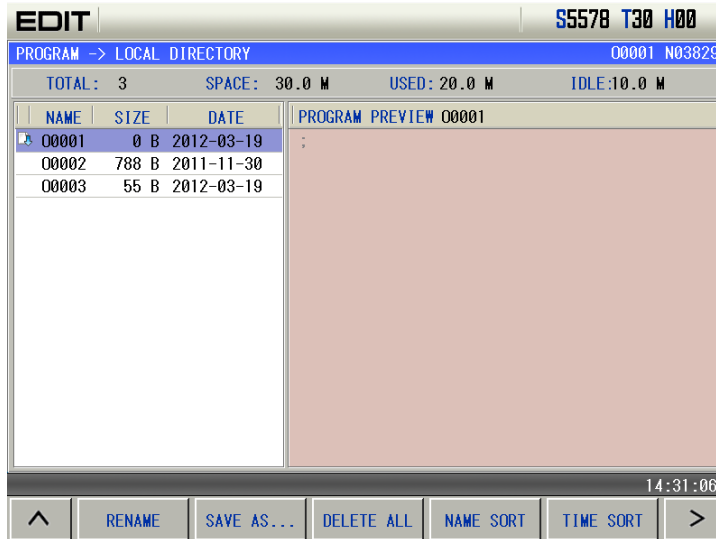 EDIT S5578 T30 H00
PROGRAM -> LOCAL DIRECTORY O0001 N03829
TOTAL: 3 SPACE: 30.0 M USED: 20.0 M IDLE:10.0 M
NAME SIZE DATE PROGRAM PREVIEW O0001
O0001 0 B 2012-03-19 ;
O0002 788 B 2011-11-30
O0003 55 B 2012-03-19
14:31:06
^ RENAME SAVE AS... DELETE ALL NAME SORT TIME SORT >